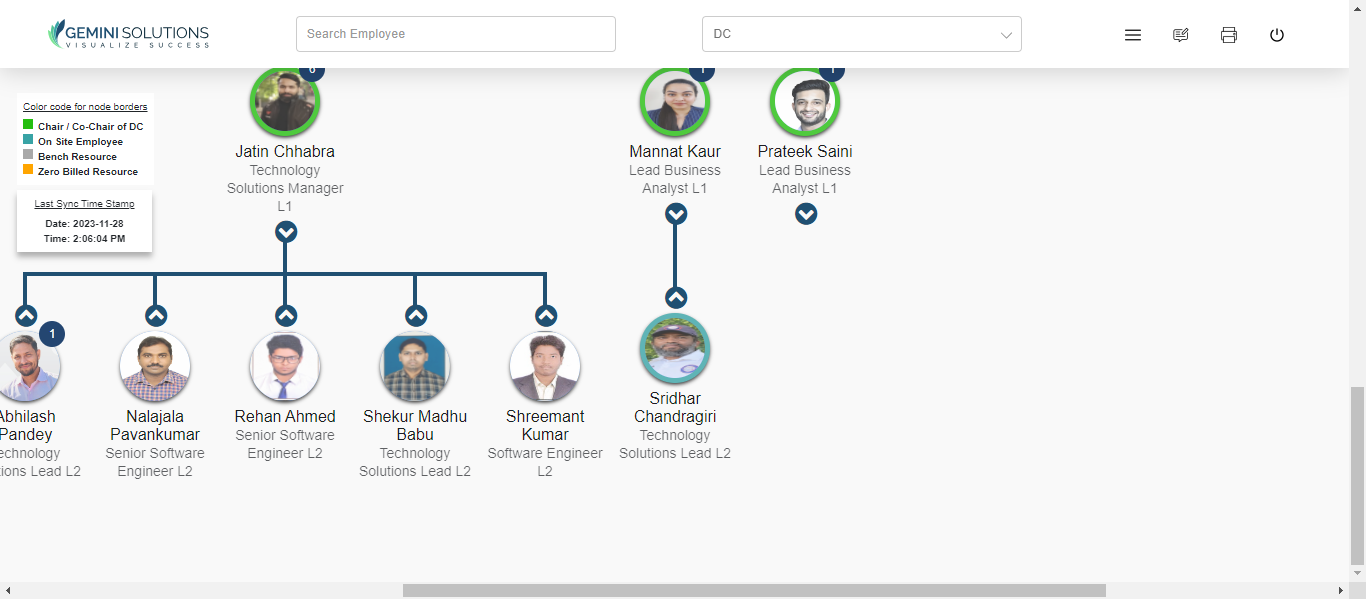 GEMINI SOLUTIONS
VISUALIZE SUCCESS
Search Employee
DC
Color code for node borders
Chair / Co-Chair of DC
On Site Employee
Bench Resource
Zero Billed Resource
Last Sync Time Stamp
Date: 2023-11-28
Time: 2:06:04 PM
6
Jatin Chhabra
Technology
Solutions Manager
L1
1
Mannat Kaur
Lead Business
Analyst L1
1
Prateek Saini
Lead Business
Analyst L1
1
Abhilash
Pandey
echnology
ions Lead L2
Nalajala
Pavankumar
Senior Software
Engineer L2
Rehan Ahmed
Senior Software
Engineer L2
Shekur Madhu
Babu
Technology
Solutions Lead L2
Shreemant
Kumar
Software Engineer
L2
Sridhar
Chandragiri
Technology
Solutions Lead L2